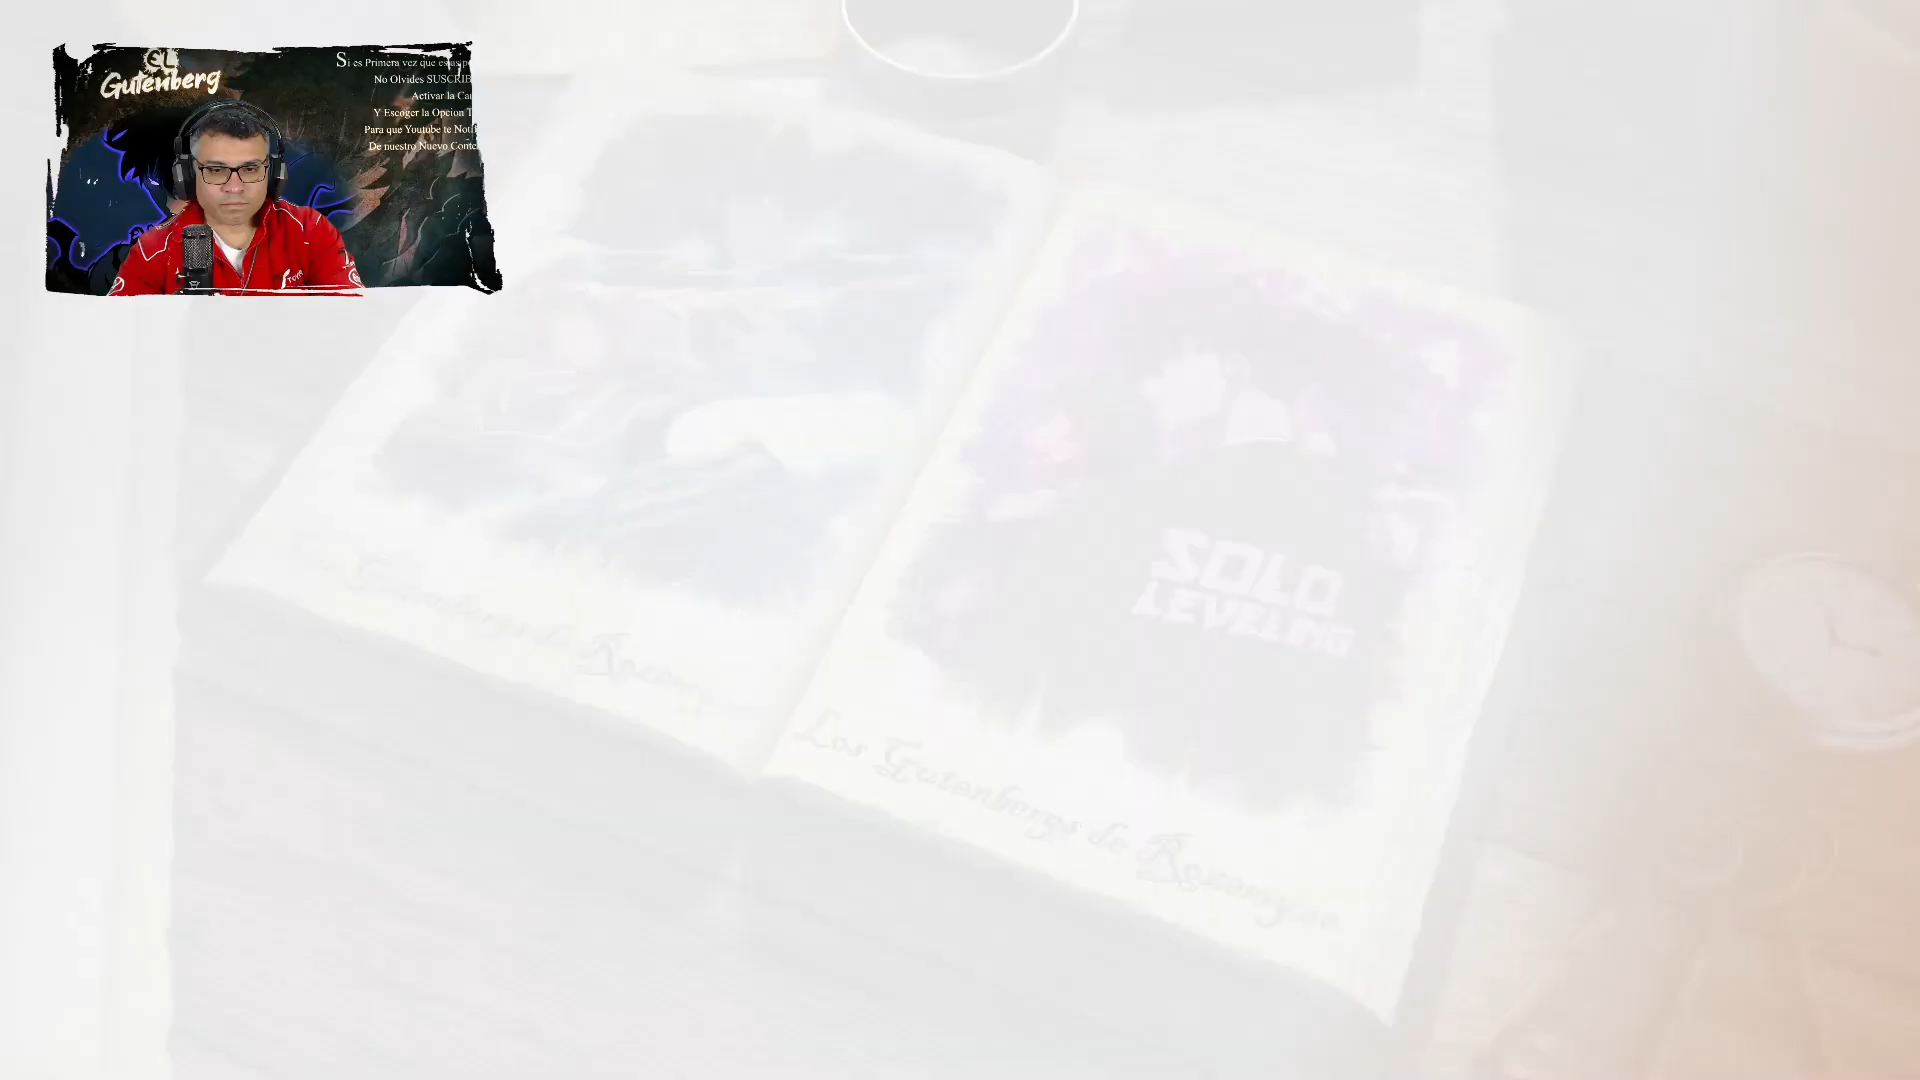 EL
Gutenberg
Si es Primera vez que
No Olvides SUSCRIB
Activar la Ca
Y Escoger la Opcion T
Para que Youtube te Noti
De nuestro Nuevo Conte
SOLO
LEVELING
Los Gutenbergs de